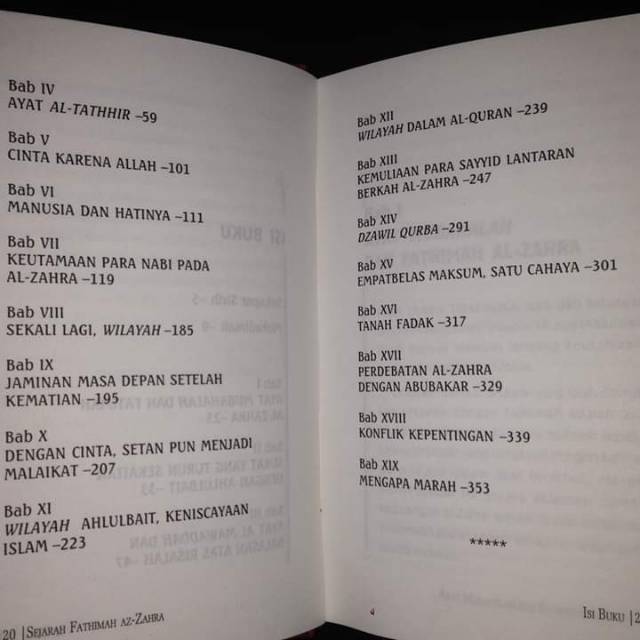 Bab IV
AYAT AL-TATHHIR –59
Bab V
CINTA KARENA ALLAH –101
Bab VI
MANUSIA DAN HATINYA –111
Bab VII
KEUTAMAAN PARA NABI PADA
AL-ZAHRA –119
Bab VIII
SEKALI LAGI, WILAYAH –185
Bab IX
JAMINAN MASA DEPAN SETELAH
KEMATIAN –195
Bab X
DENGAN CINTA, SETAN PUN MENJADI
MALAIKAT –207
Bab XI
WILAYAH AHLULBAIT, KENISCAYAAN
ISLAM –223
20 |SEJARAH FATHIMAH AZ-ZAHRA
Bab XII
WILAYAH DALAM AL-QURAN –239
Bab XIII
KEMULIAAN PARA SAYYID LANTARAN
BERKAH AL-ZAHRA –247
Bab XIV
DZAWIL QURBA –291
Bab XV
EMPATBELAS MAKSUM, SATU CAHAYA –301
Bab XVI
TANAH FADAK –317
Bab XVII
PERDEBATAN AL-ZAHRA
DENGAN ABUBAKAR –329
Bab XVIII
KONFLIK KEPENTINGAN –339
Bab XIX
MENGAPA MARAH –353
*****
ISI BUKU |2